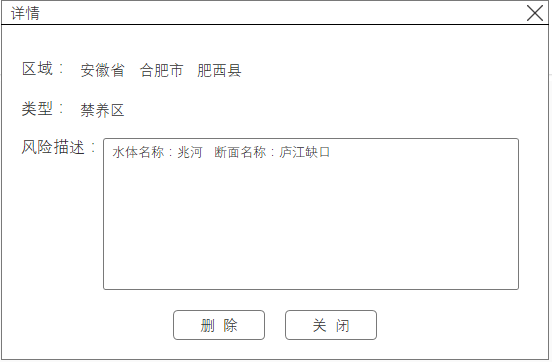 详情
区域： 安徽省 合肥市 肥西县
类型： 禁养区
风险描述：
水体名称：兆河 断面名称：庐江缺口
删 除 关 闭